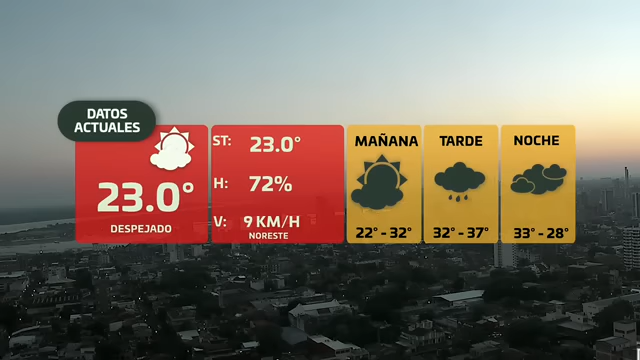 DATOS
ACTUALES
23.0°
DESPEJADO
ST: 23.0°
H: 72%
V: 9 KM/H
NORESTE
MAÑANA
22° - 32°
TARDE
32° - 37°
NOCHE
33° - 28°